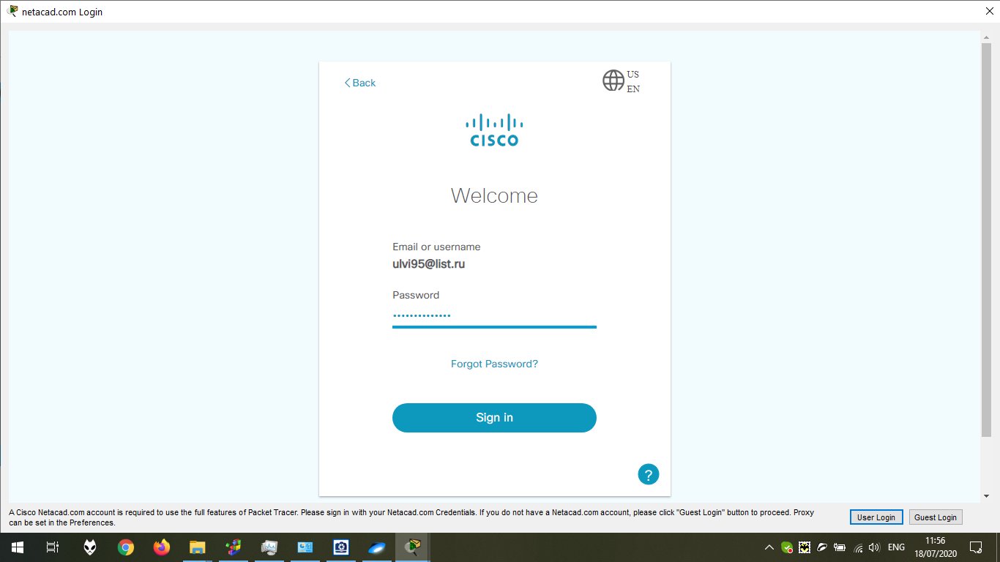 netacad.com Login
Back
US
EN
CISCO
Welcome
Email or username
ulvi95@list.ru
Password
••••••••••••••
Forgot Password?
Sign in
?
A Cisco Netacad.com account is required to use the full features of Packet Tracer. Please sign in with your Netacad.com Credentials. If you do not have a Netacad.com account, please click "Guest Login" button to proceed. Proxy
can be set in the Preferences.
User Login
Guest Login
ENG
11:56
18/07/2020